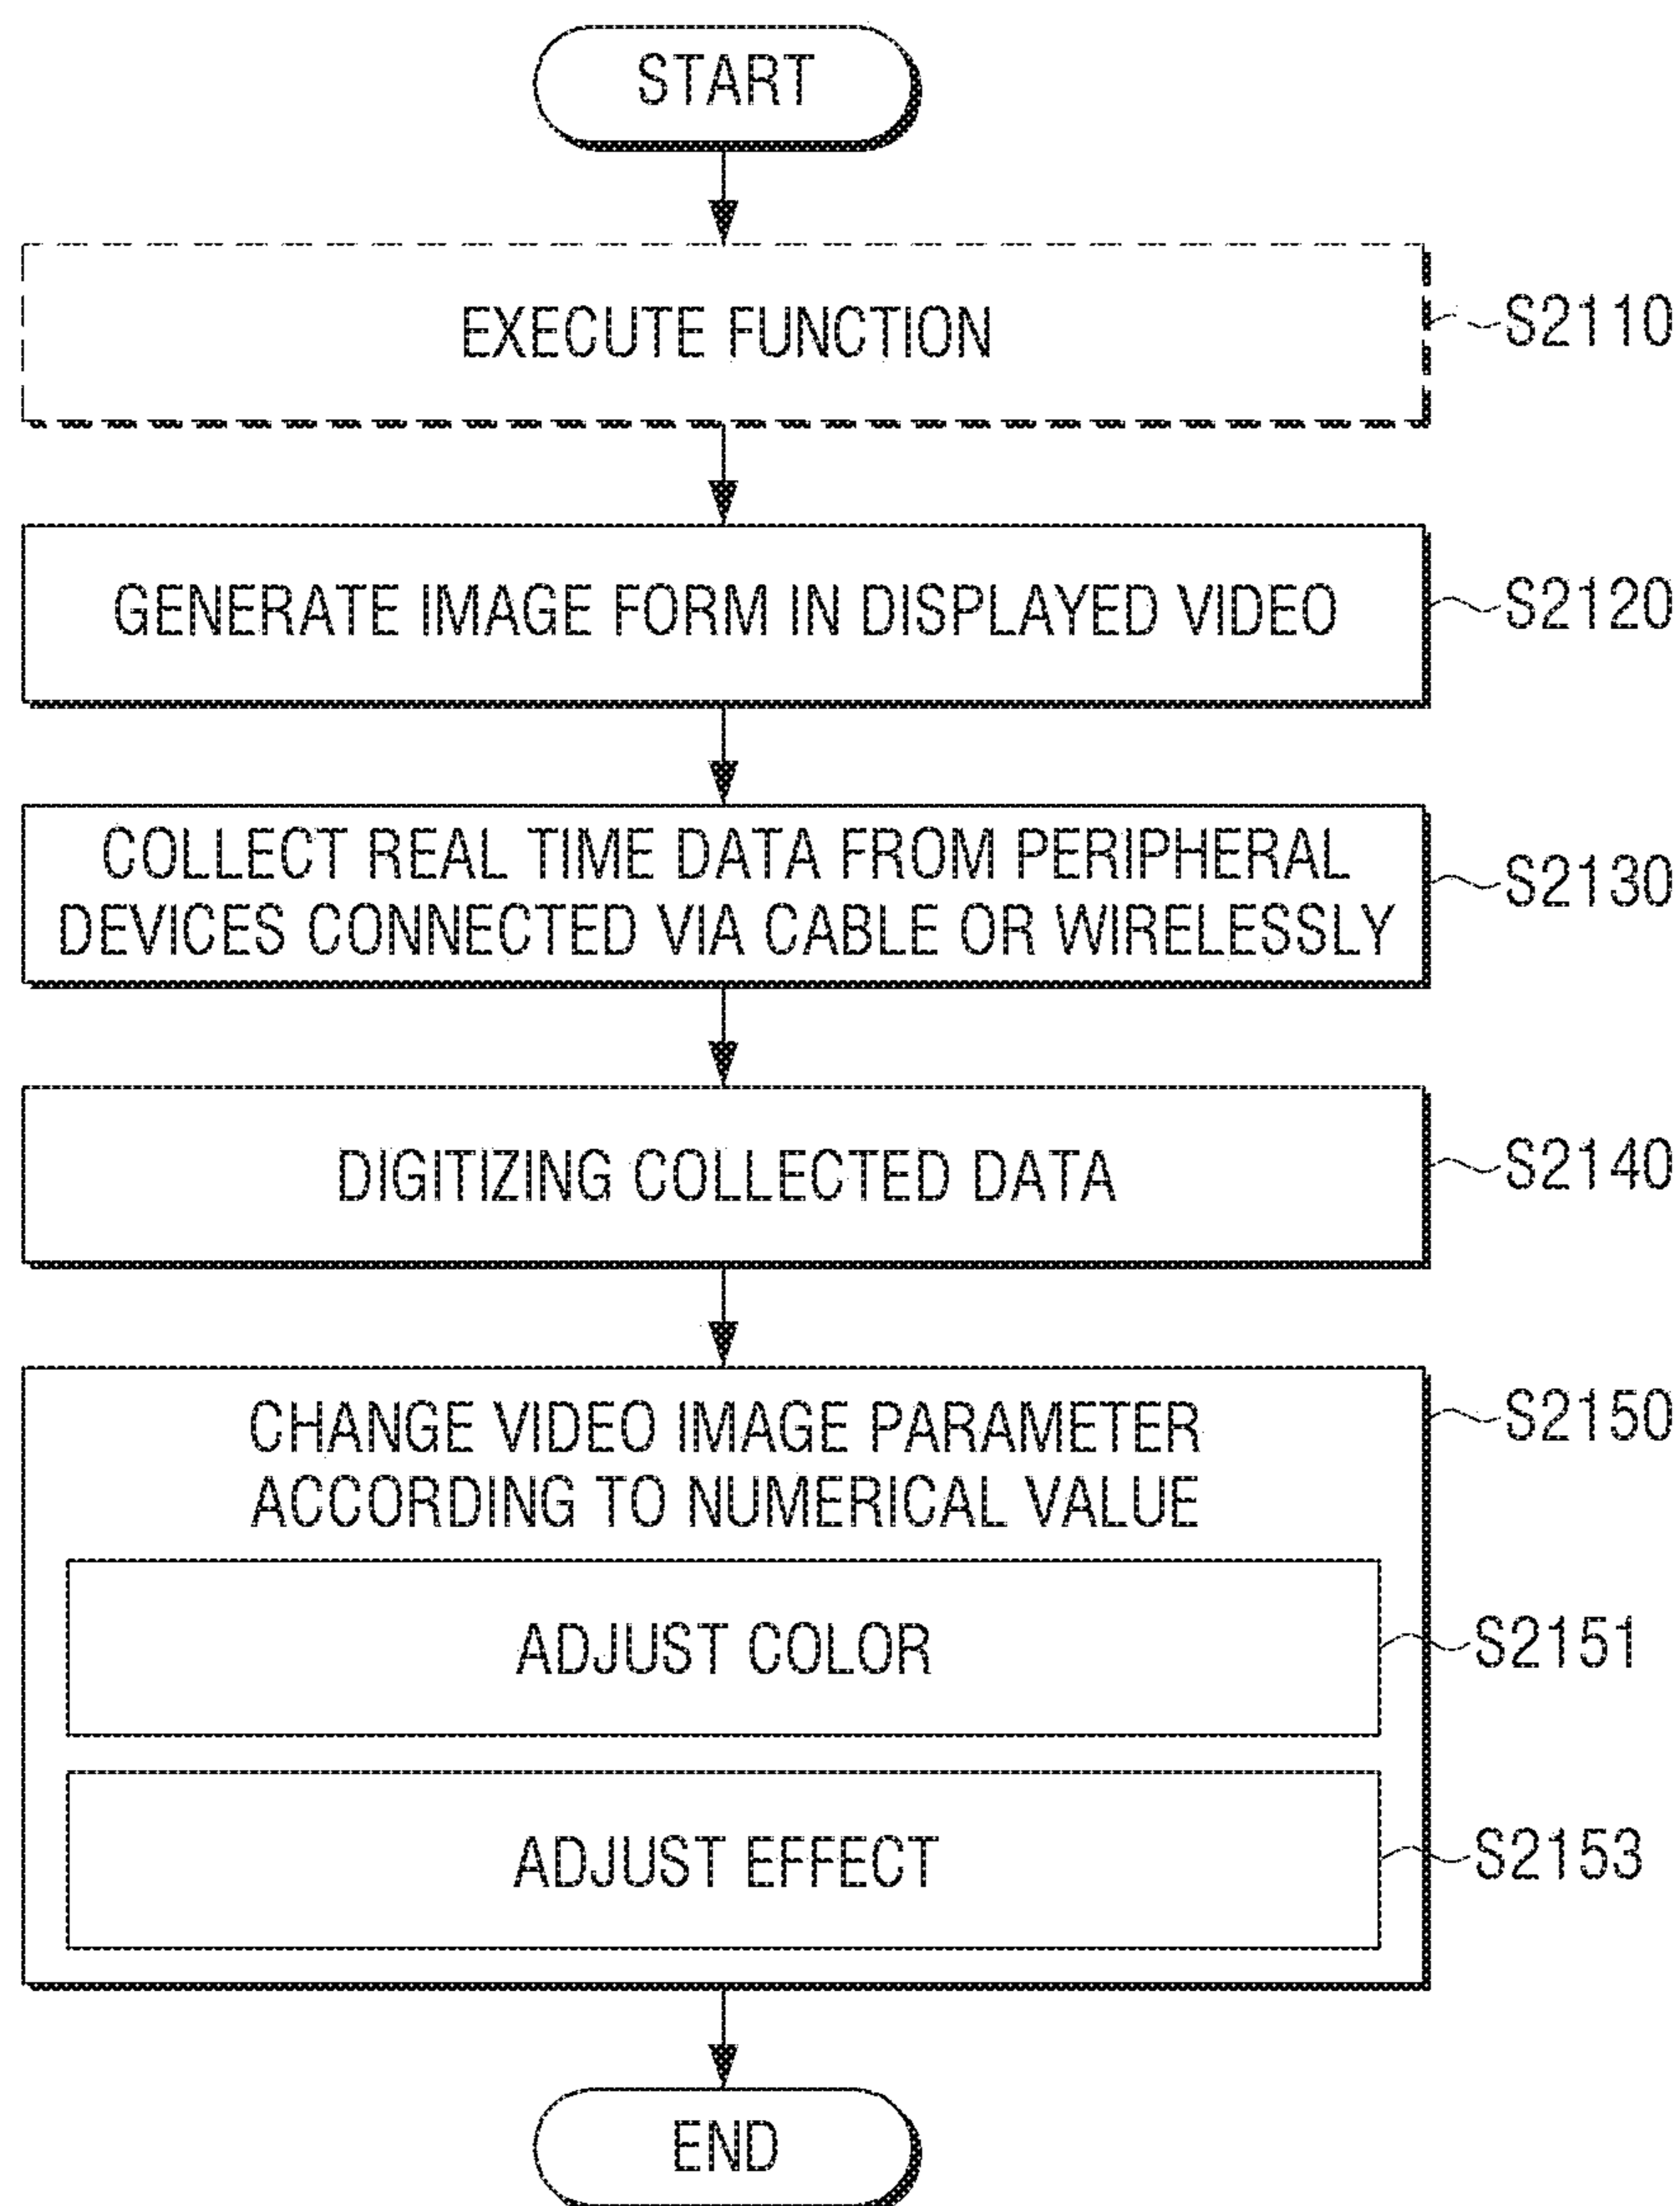 START
EXECUTE FUNCTION
S2110
GENERATE IMAGE FORM IN DISPLAYED VIDEO
S2120
COLLECT REAL TIME DATA FROM PERIPHERAL
DEVICES CONNECTED VIA CABLE OR WIRELESSLY
S2130
DIGITIZING COLLECTED DATA
S2140
CHANGE VIDEO IMAGE PARAMETER
ACCORDING TO NUMERICAL VALUE
S2150
ADJUST COLOR
S2151
ADJUST EFFECT
S2153
END